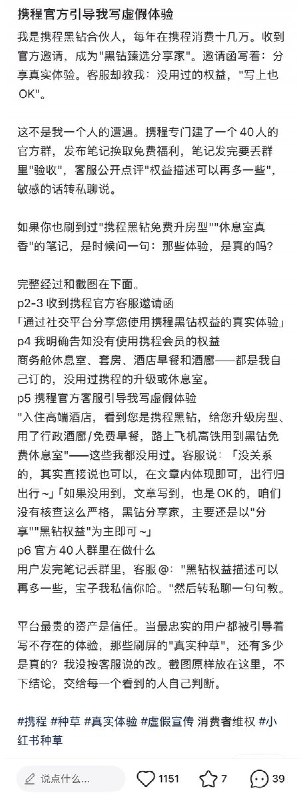 携程官方引导我写虚假体验
我是携程黑钻合伙人，每年在携程消费十几万。收到
官方邀请，成为"黑钻臻选分享家"。邀请函写着：分
享真实体验。客服却教我：没用过的权益，"写上也
OK"。
这不是我一个人的遭遇。携程专门建了一个40人的
官方群，发布笔记换取免费福利，笔记发完要丢群
里"验收"，客服公开点评"权益描述可以再多一些"，
敏感的话转私聊说。
如果你也刷到过"携程黑钻免费升房型""休息室真
香"的笔记，是时候问一句：那些体验，是真的吗？
完整经过和截图在下面。
p2-3 收到携程官方客服邀请函
「通过社交平台分享您使用携程黑钻权益的真实体验」
p4 我明确告知没有使用携程会员的权益
商务舱休息室、套房、酒店早餐和酒廊——都是我自
己订的，没用过携程的升级或休息室。
p5 携程官方客服引导我写虚假体验
"入住高端酒店，看到您是携程黑钻，给您升级房型、
用了行政酒廊/免费早餐，路上飞机高铁用到黑钻免
费休息室"——这些我都没用过。客服：「没关系
的，其实直接说也可以，在文章内体现即可，出行归
出行~」「如果没用到，文章写到，也是OK的，咱们
没有核查这么严格，黑钻分享家，主要还是以"分
享""黑钻权益"为主即可~」
p6 官方40人群里在做什么
用户发完笔记丢群里，客服@："黑钻权益描述可以
再多一些，宝子我私信你哈。"然后转私聊一句句教。
平台最贵的资产是信任。当最忠实的用户都被引导着
写不存在的体验，那些刷屏的"真实种草"，还有多少
是真的？我没按客服说的改。截图原样放在这里，不
下结论，交给每一个看到的人自己判断。
#携程 #种草 #真实体验 #虚假宣传 消费者维权 #小
红书种草
说点什么... 1151 7 39